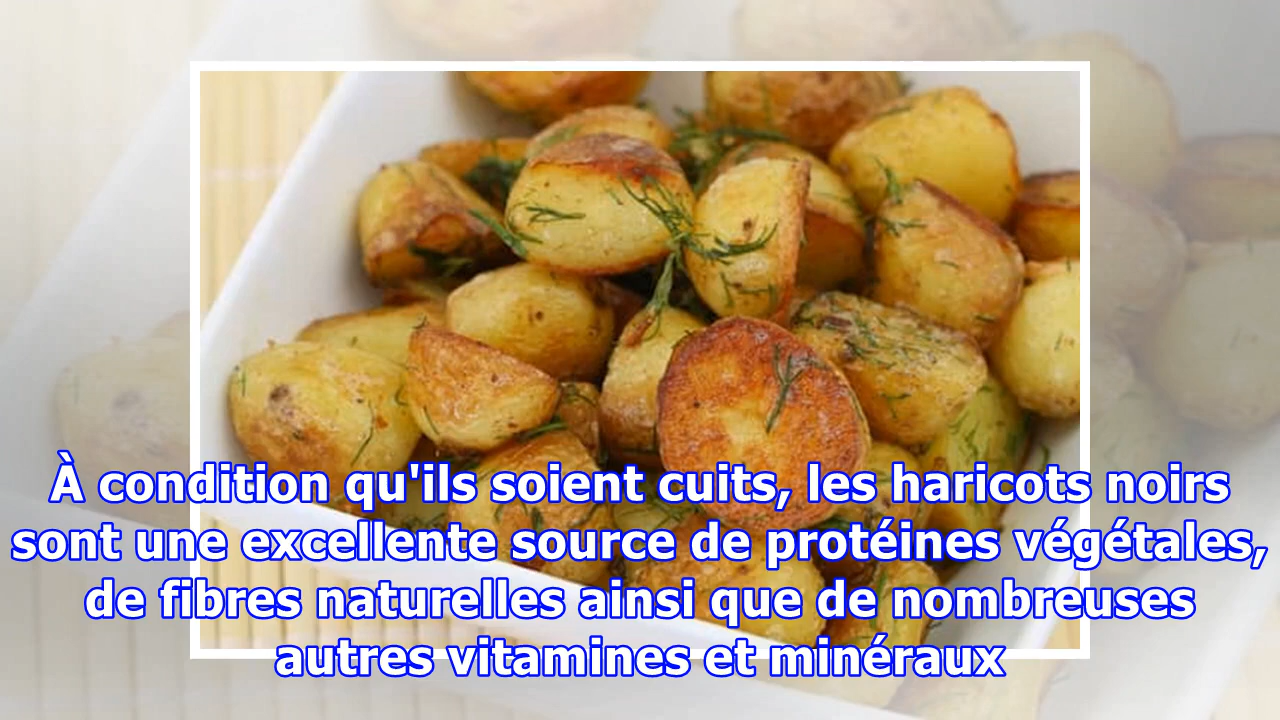 À condition qu'ils soient cuits, les haricots noirs
sont une excellente source de protéines végétales,
de fibres naturelles ainsi que de nombreuses
autres vitamines et minéraux